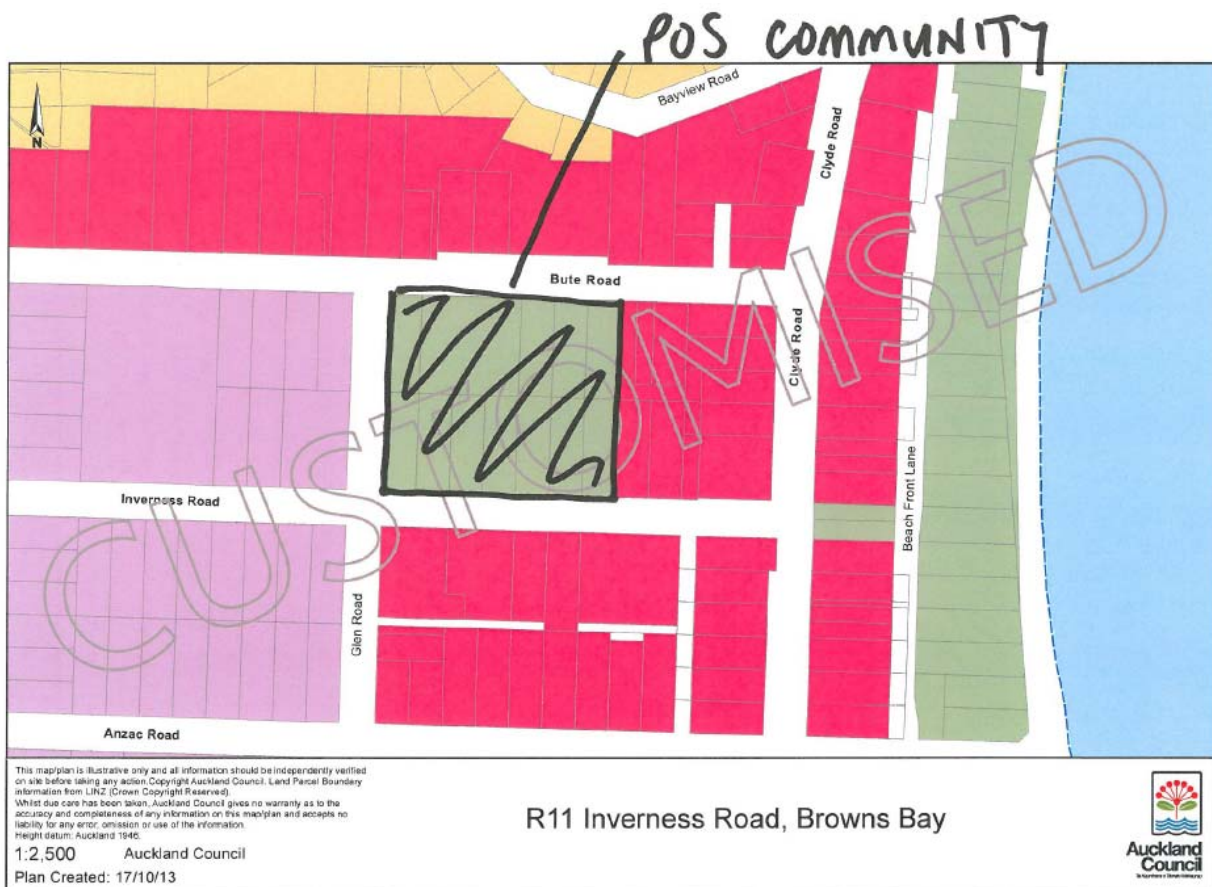 POS COMMUNITY
Bayview Road
Clyde Road
N
Bute Road
Clyde Road
CUSTOMISED
Inverness Road
Beach Front Lane
Glen Road
Anzac Road
This map/plan is illustrative only and all information should be independently verified
on site before taking any action.Copyright Auckland Council. Land Parcel Boundary
information from LINZ (Crown Copyright Reserved).
Whilst due care has been taken, Auckland Council gives no warranty as to the
accuracy and completeness of any information on this map/plan and accepts no
liability for any error, omission or use of the information.
Height datum: Auckland 1946.
1:2,500 Auckland Council
Plan Created: 17/10/13
R11 Inverness Road, Browns Bay
Auckland
Council